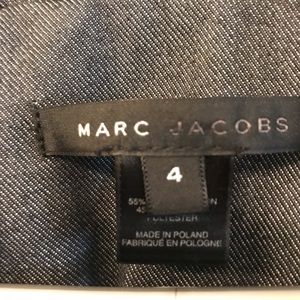 MARC JACOBS
4
55%
POLYESTER
MADE IN POLAND
FABRIQUÉ EN POLOGNE